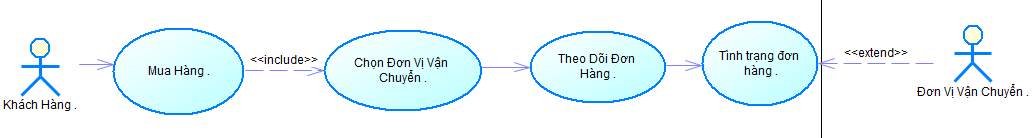 Khách Hàng .
Mua Hàng .
<<include>>
Chọn Đơn Vị Vận
Chuyển .
Theo Dõi Đơn
Hàng .
Tình trạng đơn
hàng .
<<extend>>
Đơn Vị Vận Chuyển .